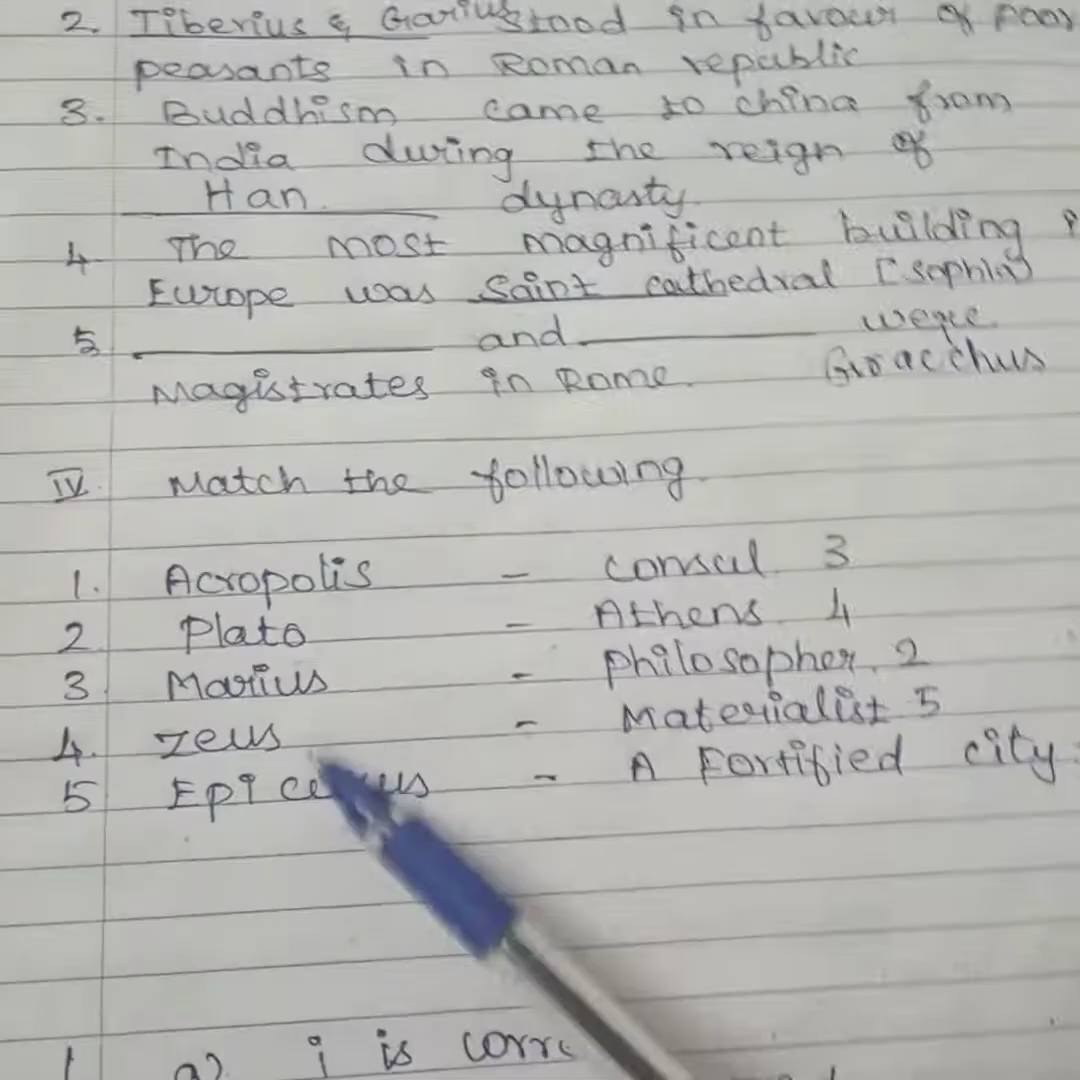 2. Tiberius & Garius stood in favour of poor
peasants in Roman republic
3. Buddhism came to china from
India during the reign of
Han dynasty
4 The most magnificent building
Europe was Saint cathedral [sophia]
5 and were
Magistrates in Rome. Gracchus
IV. Match the following.
1. Acropolis - consul 3
2 Plato - Athens 4
3 Marius - philosopher. 2
4. Zeus - Materialist 5
5 - A Fortified city
1 a) i is